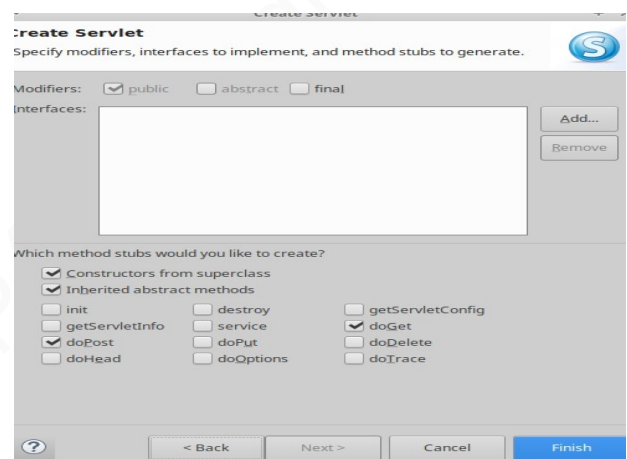 Create Servlet
Create Servlet
Specify modifiers, interfaces to implement, and method stubs to generate.
S
Modifiers: public abstract final
Interfaces:
Add...
Remove
Which method stubs would you like to create?
Constructors from superclass
Inherited abstract methods
init destroy getServletConfig
getServletInfo service doGet
doPost doPut doDelete
doHead doOptions doTrace
? < Back Next > Cancel Finish